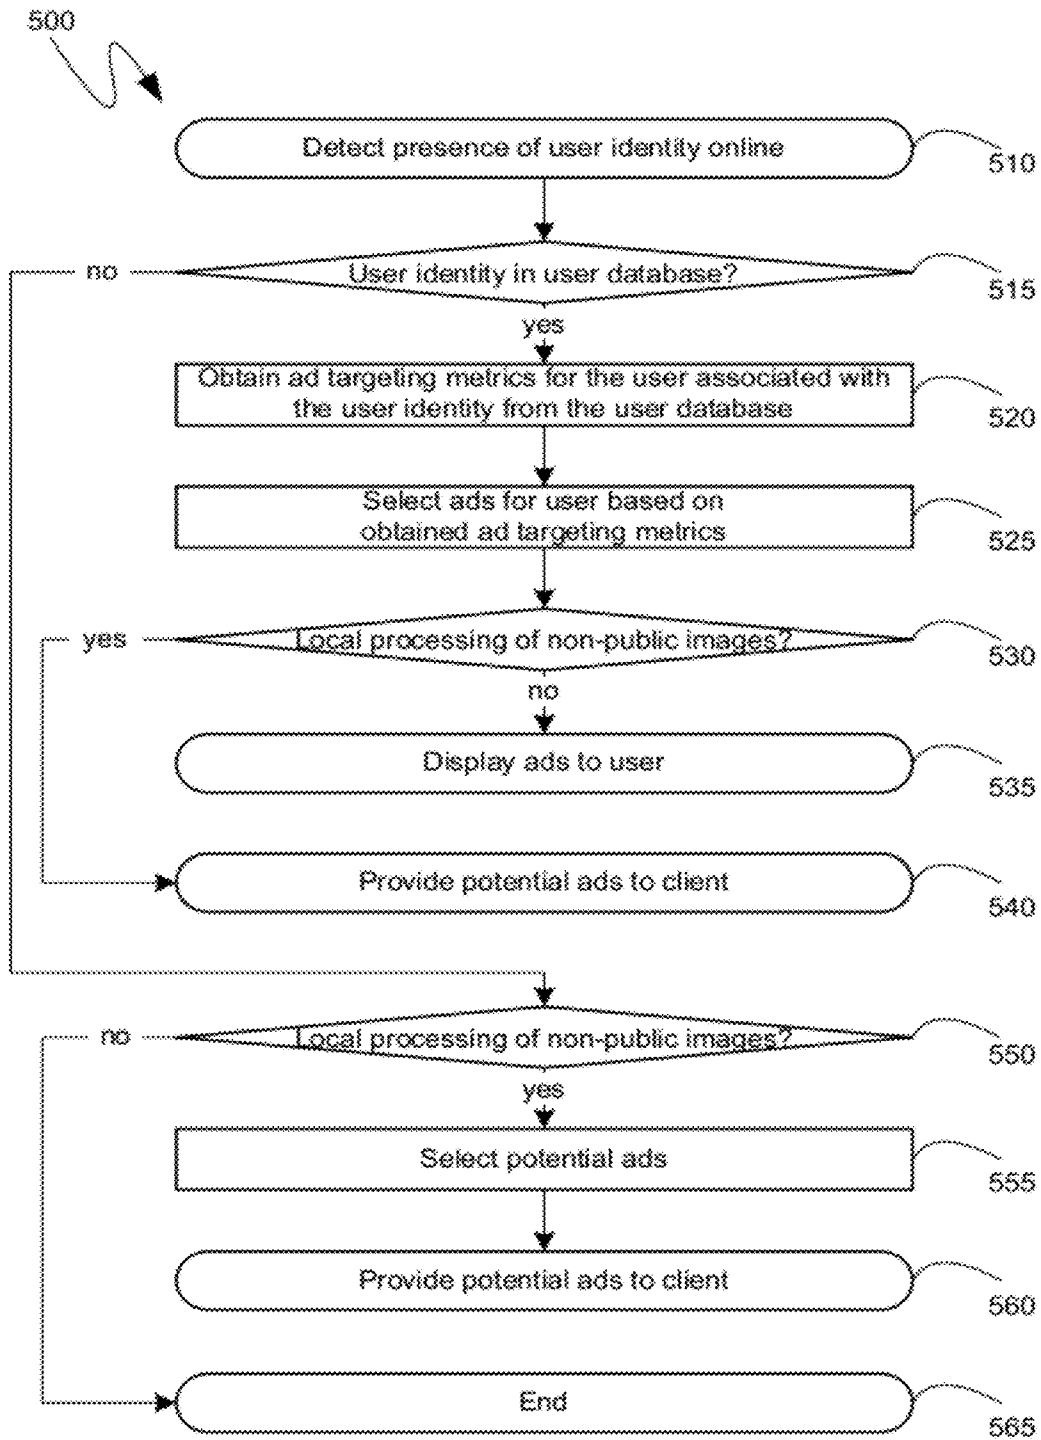 500
Detect presence of user identity online
510
no
User identity in user database?
515
yes
Obtain ad targeting metrics for the user associated with
the user identity from the user database
520
Select ads for user based on
obtained ad targeting metrics
525
yes
Local processing of non-public images?
530
no
Display ads to user
535
Provide potential ads to client
540
no
Local processing of non-public images?
550
yes
Select potential ads
555
Provide potential ads to client
560
End
565